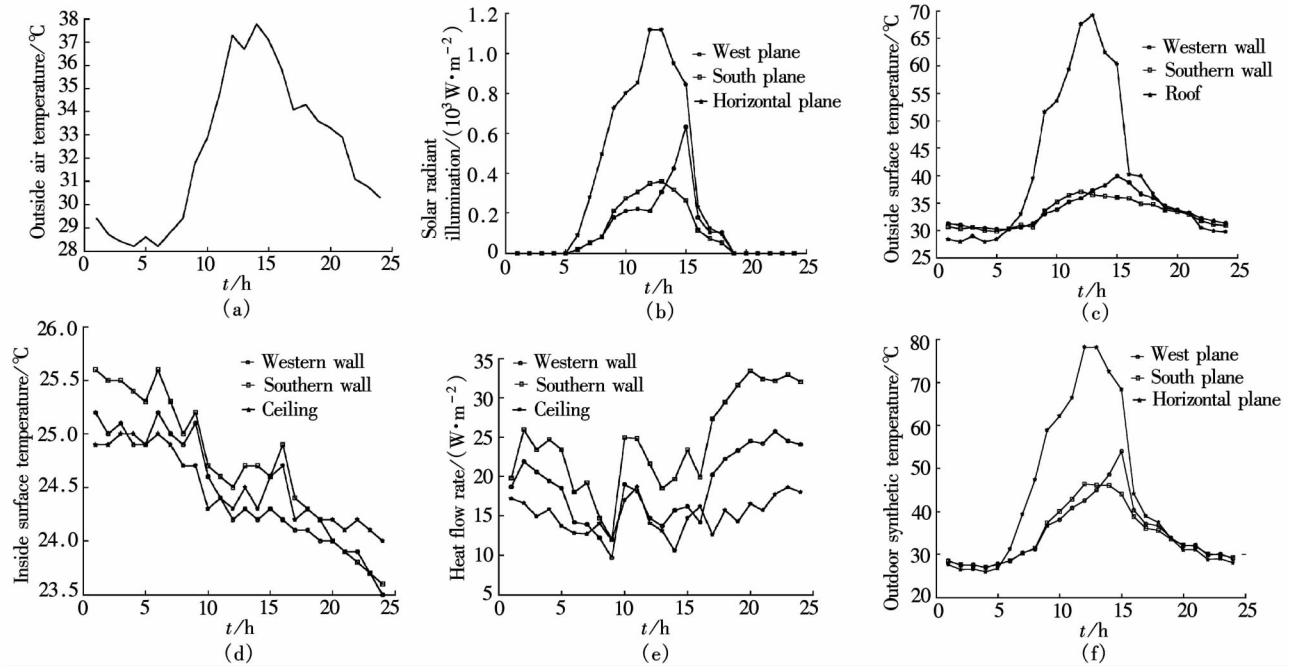 Outside air temperature/℃
38
37
36
34
33
31
30
29
28
0
5
10
15
20
25
t/h
(a)
Solar radiant
illumination/(10³ W·m⁻²)
1.2
1.0
0.8
0.6
0.4
0.2
0
West plane
South plane
Horizontal plane
0
5
10
15
20
25
t/h
(b)
Outside surface temperature/℃
70
65
60
55
50
45
40
35
30
25
Western wall
Southern wall
Roof
0
5
10
15
20
25
t/h
(c)
Inside surface temperature/℃
26.0
25.5
25.0
24.5
24.0
23.5
Western wall
Southern wall
Ceiling
0
5
10
15
20
25
t/h
(d)
Heat flow rate/(W·m⁻²)
35
30
25
20
15
10
5
Western wall
Southern wall
Ceiling
0
5
10
15
20
25
t/h
(e)
Outdoor synthetic temperature/℃
80
70
60
50
40
30
20
West plane
South plane
Horizontal plane
0
5
10
15
20
25
t/h
(f)